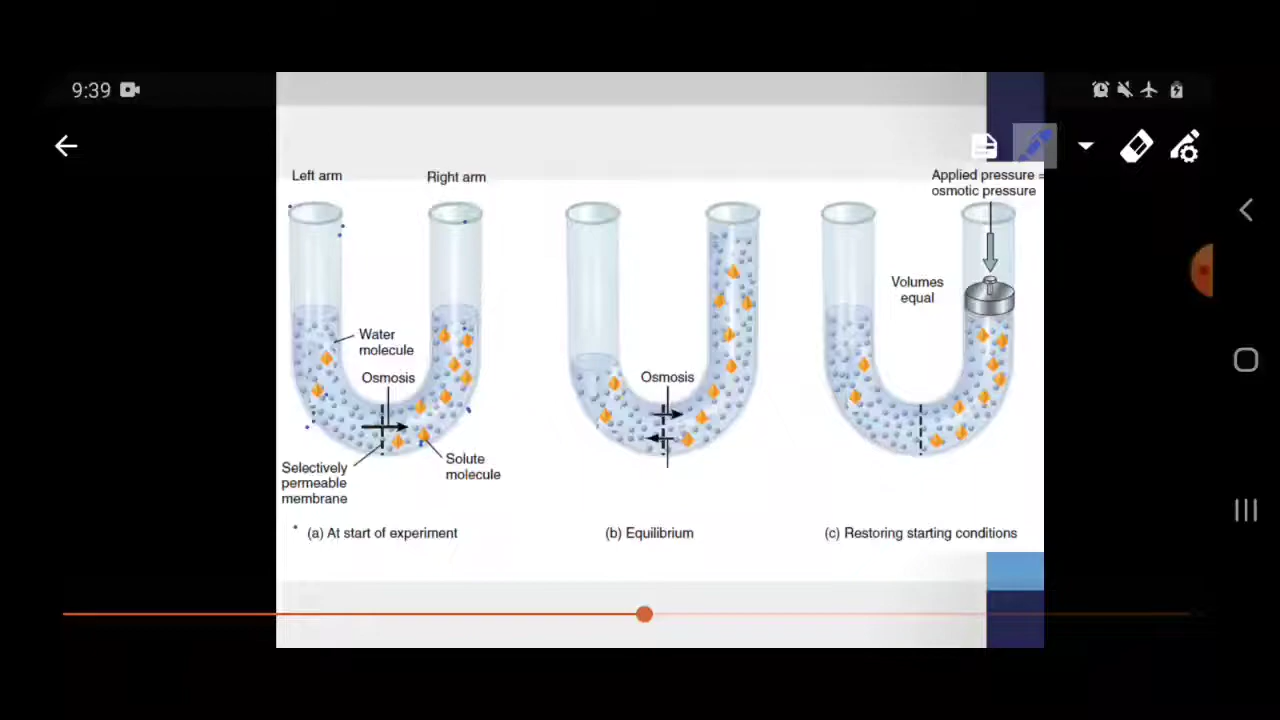 9:39
Left arm
Right arm
Applied pressure =
osmotic pressure
Volumes
equal
Water
molecule
Osmosis
Osmosis
Selectively
permeable
membrane
Solute
molecule
(a) At start of experiment
(b) Equilibrium
(c) Restoring starting conditions